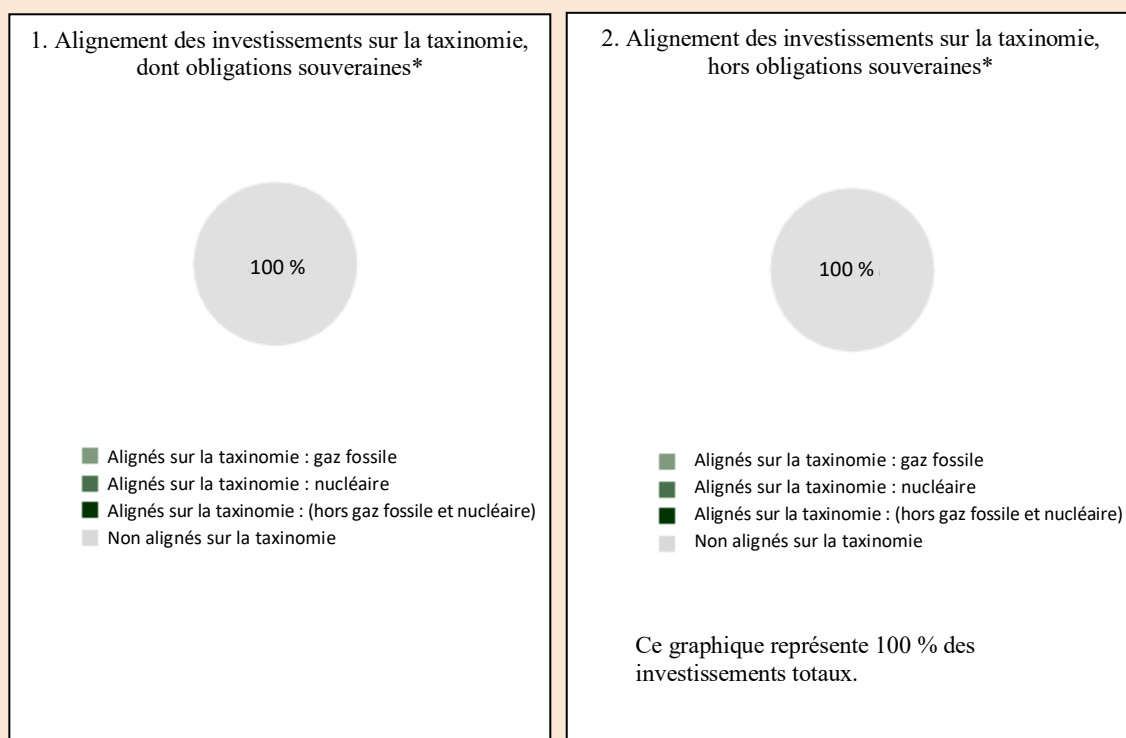 1. Alignement des investissements sur la taxinomie,
dont obligations souveraines*
100 %
Alignés sur la taxinomie : gaz fossile
Alignés sur la taxinomie : nucléaire
Alignés sur la taxinomie : (hors gaz fossile et nucléaire)
Non alignés sur la taxinomie
2. Alignement des investissements sur la taxinomie,
hors obligations souveraines*
100 %
Alignés sur la taxinomie : gaz fossile
Alignés sur la taxinomie : nucléaire
Alignés sur la taxinomie : (hors gaz fossile et nucléaire)
Non alignés sur la taxinomie
Ce graphique représente 100 % des
investissements totaux.